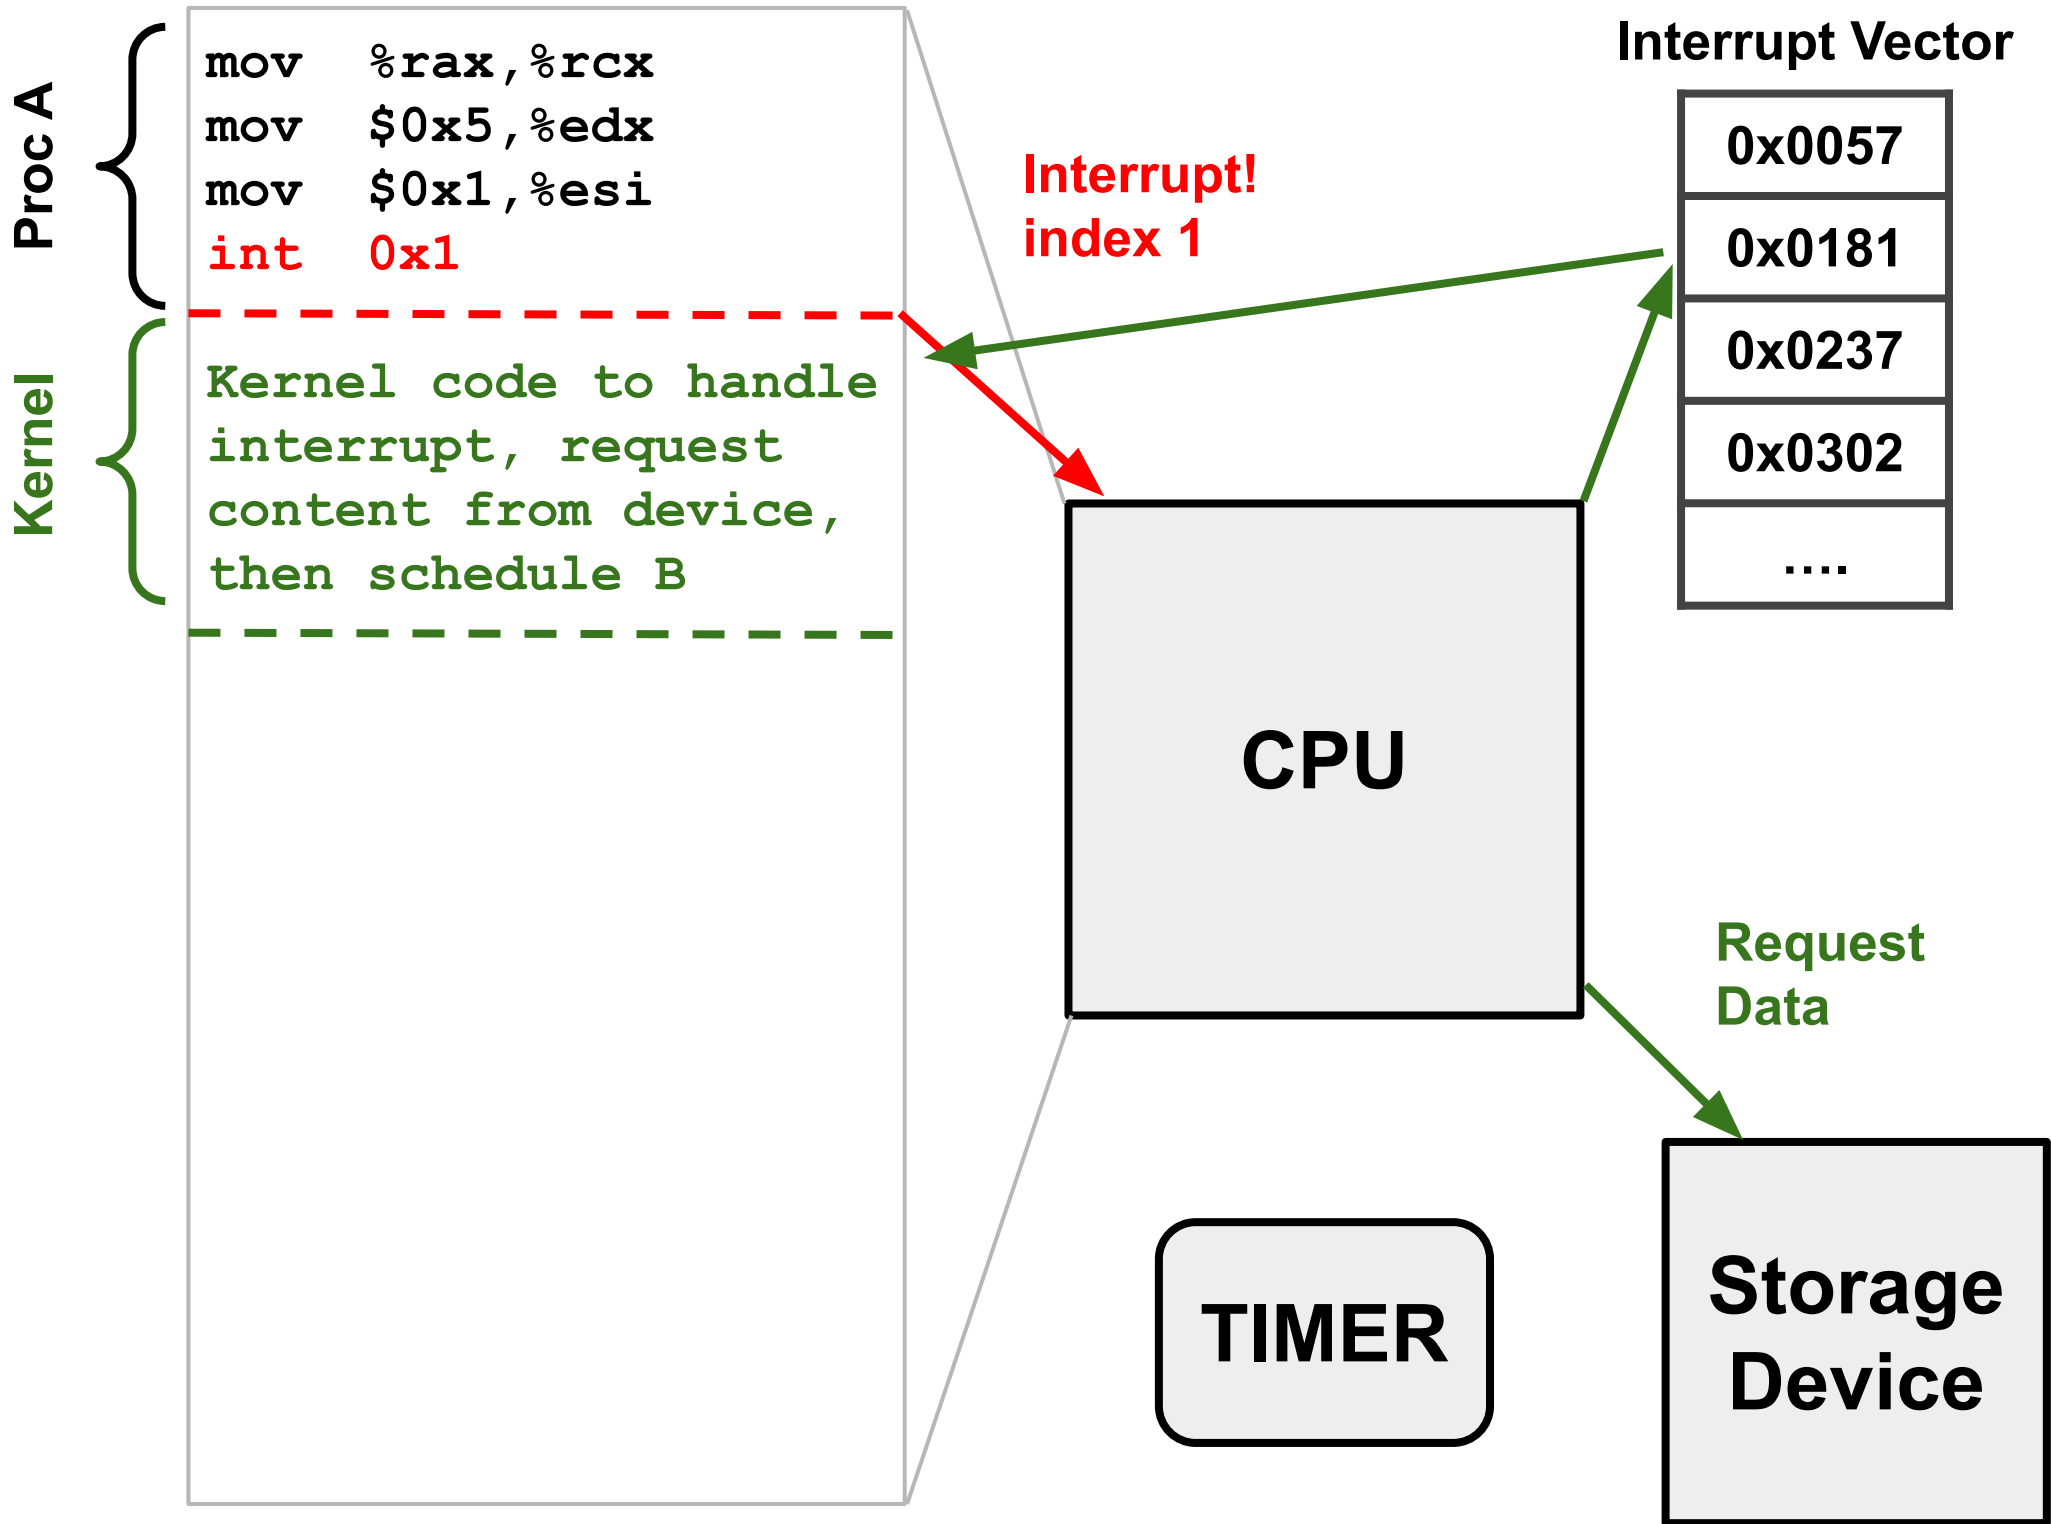 Proc A
mov %rax,%rcx
mov $0x5,%edx
mov $0x1,%esi
int 0x1
Kernel
Kernel code to handle
interrupt, request
content from device,
then schedule B
Interrupt!
index 1
Interrupt Vector
0x0057
0x0181
0x0237
0x0302
....
CPU
Request
Data
TIMER
Storage
Device